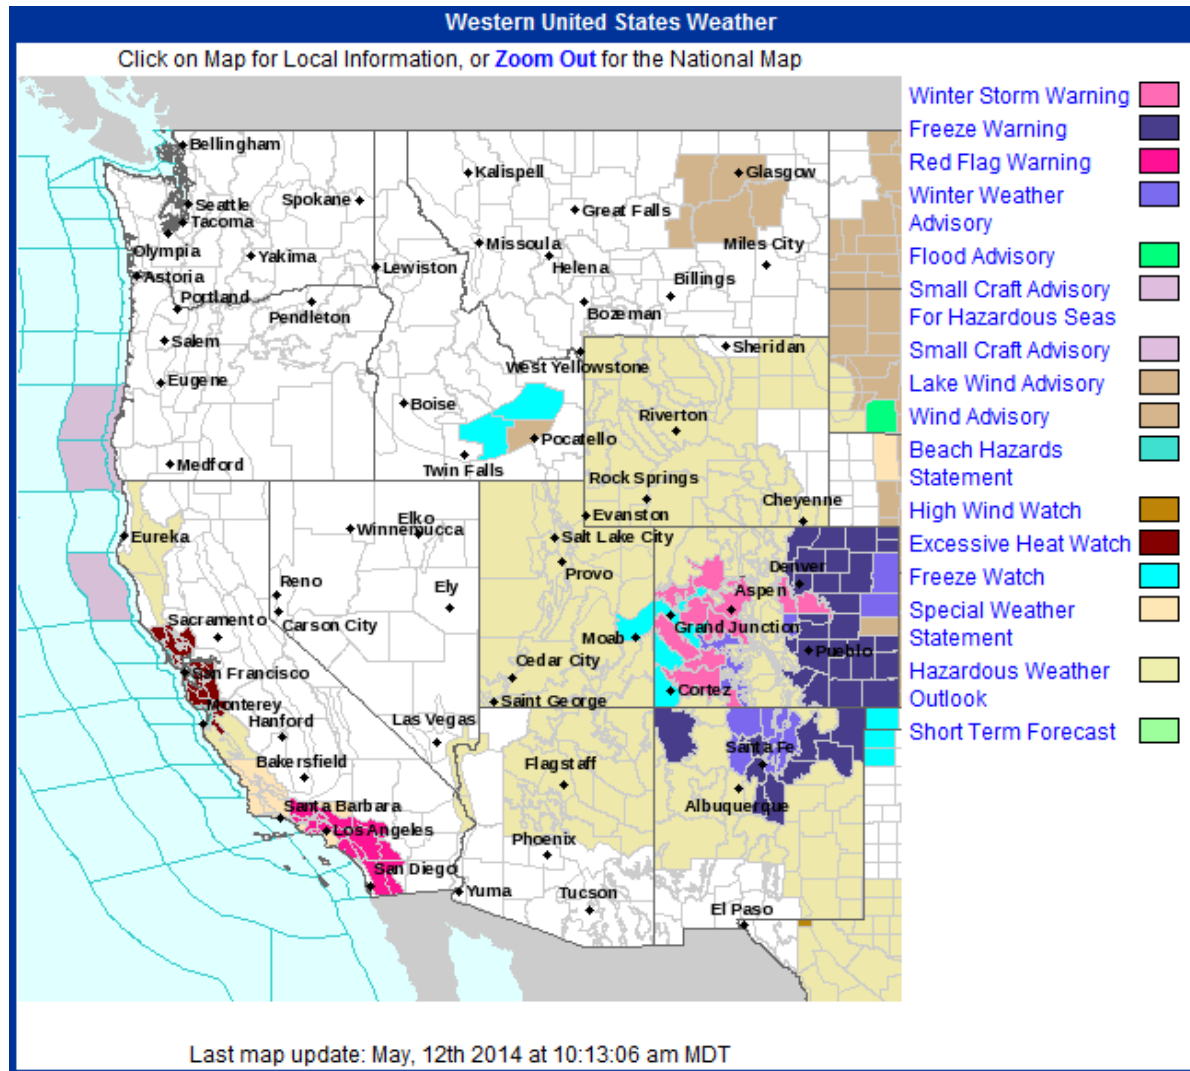 Western United States Weather
Click on Map for Local Information, or Zoom Out for the National Map
Winter Storm Warning
Freeze Warning
Red Flag Warning
Winter Weather
Advisory
Flood Advisory
Small Craft Advisory
For Hazardous Seas
Small Craft Advisory
Lake Wind Advisory
Wind Advisory
Beach Hazards
Statement
High Wind Watch
Excessive Heat Watch
Freeze Watch
Special Weather
Statement
Hazardous Weather
Outlook
Short Term Forecast
Bellingham
Kalispell
Glasgow
Spokane
Seattle
Great Falls
Tacoma
Missoula
Miles City
Olympia
Yakima
Lewiston
Helena
Astoria
Billings
Portland
Pendleton
Bozeman
Salem
Sheridan
West Yellowstone
Eugene
Boise
Riverton
Pocatello
Medford
Twin Falls
Rock Springs
Cheyenne
Evanston
Elko
Winnemucca
Eureka
Salt Lake City
Provo
Denver
Reno
Ely
Aspen
Sacramento
Carson City
Grand Junction
Moab
Pueblo
Cedar City
San Francisco
Cortez
Saint George
Monterey
Hanford
Las Vegas
Santa Fe
Bakersfield
Flagstaff
Santa Barbara
Albuquerque
Los Angeles
Phoenix
San Diego
Yuma
Tucson
El Paso
Last map update: May, 12th 2014 at 10:13:06 am MDT